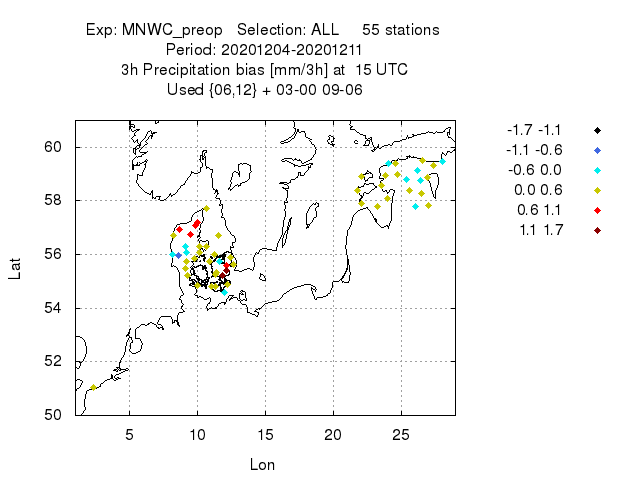 Exp: MNWC_preop   Selection: ALL     55 stations
Period: 20201204-20201211
3h Precipitation bias [mm/3h] at  15 UTC
Used {06,12} + 03-00 09-06
-1.7 -1.1
-1.1 -0.6
-0.6 0.0
0.0 0.6
0.6 1.1
1.1 1.7
60
58
56
54
52
50
Lat
5 10 15 20 25
Lon